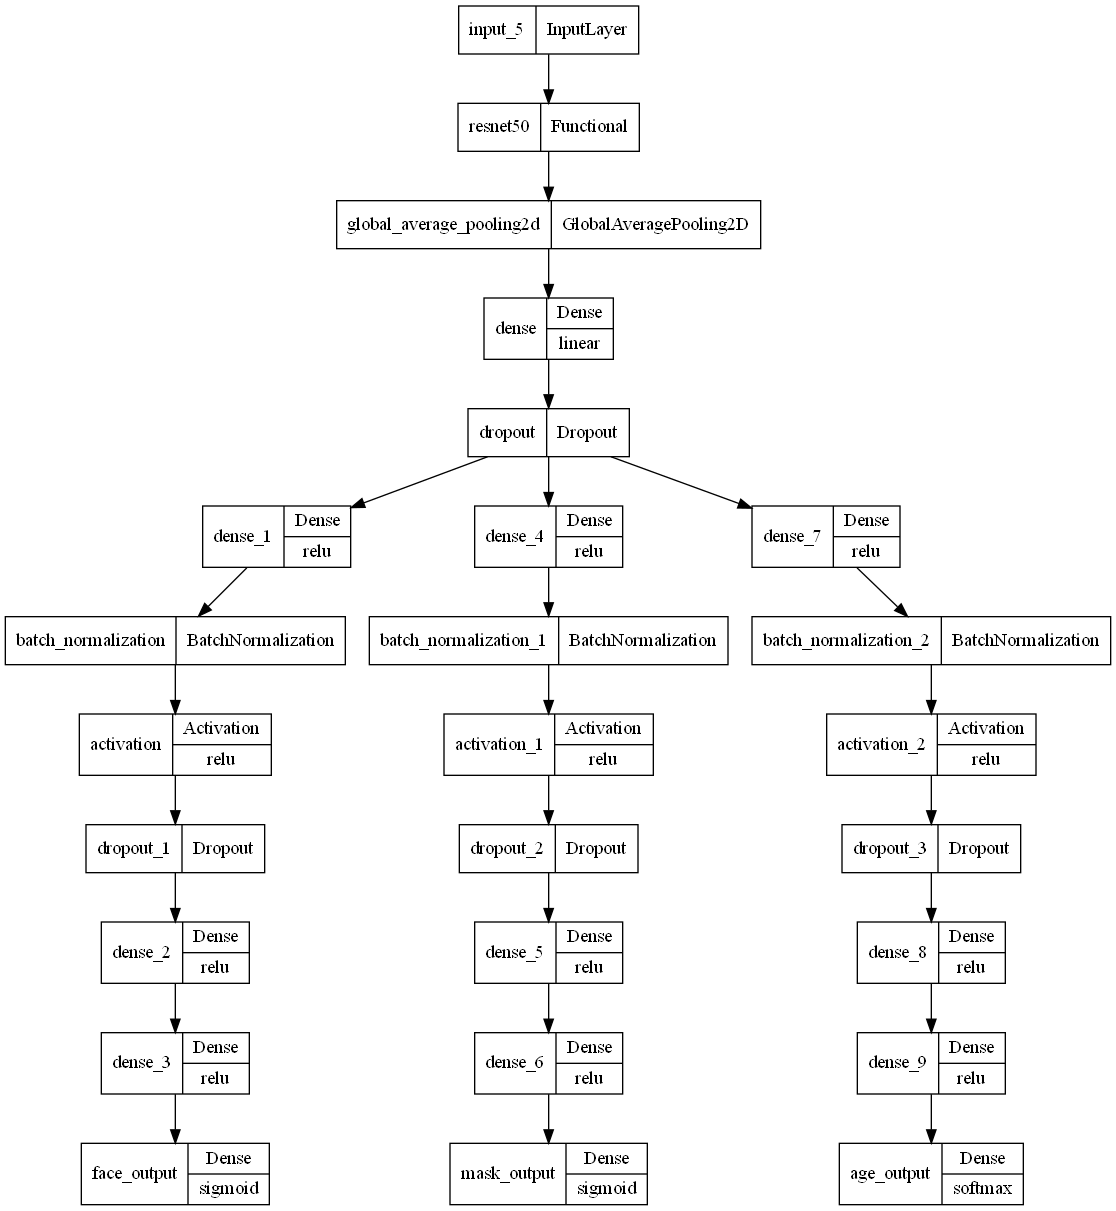 input_5 InputLayer
resnet50 Functional
global_average_pooling2d GlobalAveragePooling2D
dense Dense
linear
dropout Dropout
dense_1 Dense
relu
dense_4 Dense
relu
dense_7 Dense
relu
batch_normalization BatchNormalization
batch_normalization_1 BatchNormalization
batch_normalization_2 BatchNormalization
activation Activation
relu
activation_1 Activation
relu
activation_2 Activation
relu
dropout_1 Dropout
dropout_2 Dropout
dropout_3 Dropout
dense_2 Dense
relu
dense_5 Dense
relu
dense_8 Dense
relu
dense_3 Dense
relu
dense_6 Dense
relu
dense_9 Dense
relu
face_output Dense
sigmoid
mask_output Dense
sigmoid
age_output Dense
softmax